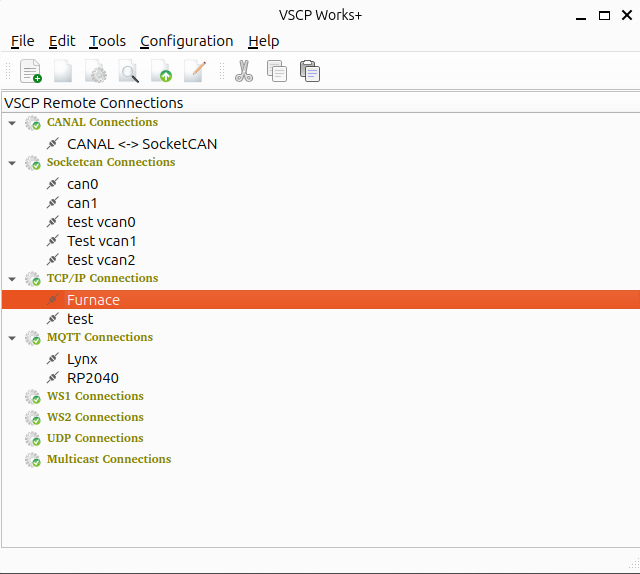 VSCP Works+
File Edit Tools Configuration Help
VSCP Remote Connections
CANAL Connections
CANAL <-> SocketCAN
Socketcan Connections
can0
can1
test vcan0
Test vcan1
test vcan2
TCP/IP Connections
Furnace
test
MQTT Connections
Lynx
RP2040
WS1 Connections
WS2 Connections
UDP Connections
Multicast Connections